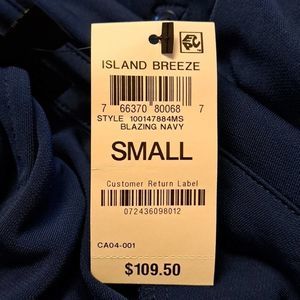 ISLAND BREEZE
7 66370 80068 7
STYLE 100147884MS
BLAZING NAVY
SMALL
Customer Return Label
072436098012
CA04-001
$109.50